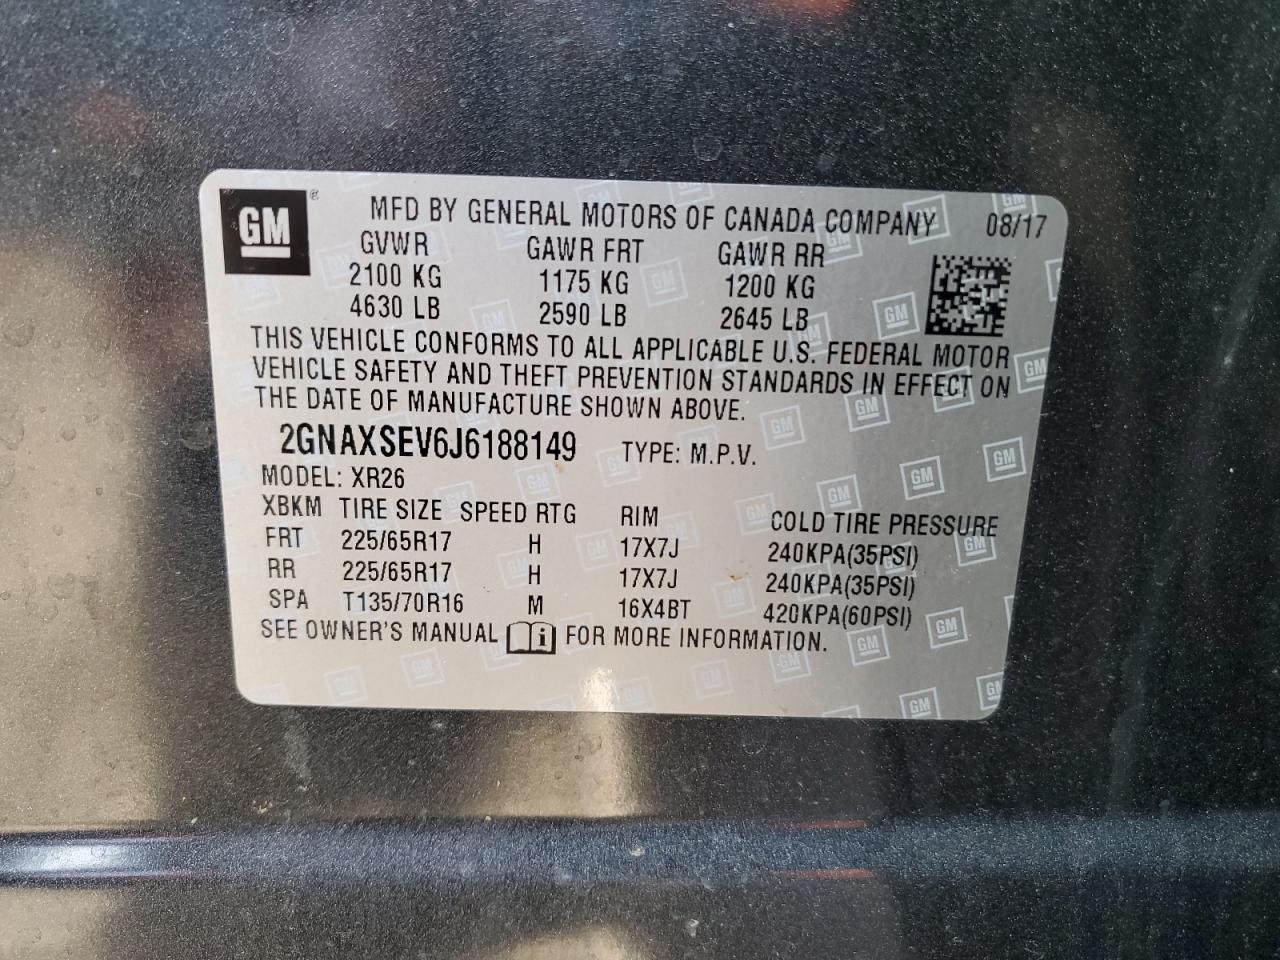 GM ® MFD BY GENERAL MOTORS OF CANADA COMPANY 08/17
GVWR GAWR FRT GAWR RR
2100 KG 1175 KG 1200 KG
4630 LB 2590 LB 2645 LB
THIS VEHICLE CONFORMS TO ALL APPLICABLE U.S. FEDERAL MOTOR
VEHICLE SAFETY AND THEFT PREVENTION STANDARDS IN EFFECT ON
THE DATE OF MANUFACTURE SHOWN ABOVE.
2GNAXSEV6J6188149 TYPE: M.P.V.
MODEL: XR26
XBKM TIRE SIZE SPEED RTG RIM COLD TIRE PRESSURE
FRT 225/65R17 H 17X7J 240KPA(35PSI)
RR 225/65R17 H 17X7J 240KPA(35PSI)
SPA T135/70R16 M 16X4BT 420KPA(60PSI)
SEE OWNER'S MANUAL i FOR MORE INFORMATION.